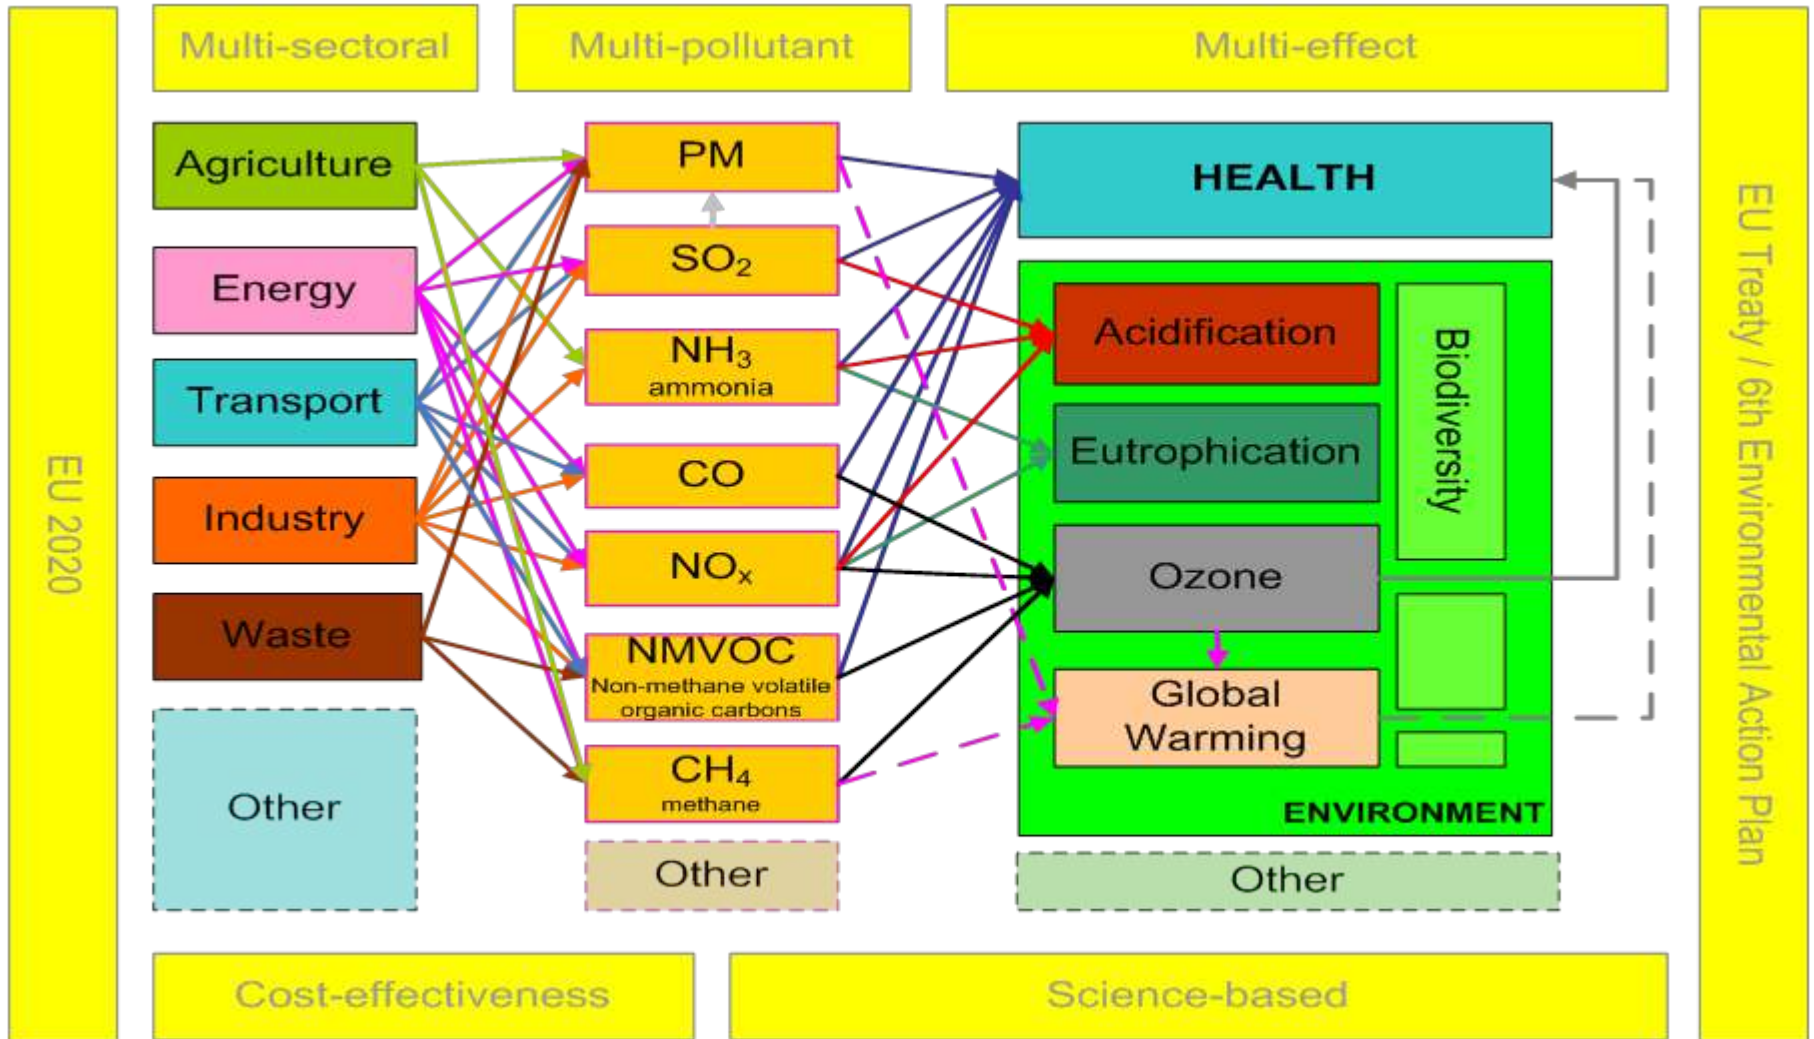 Multi-sectoral
Multi-pollutant
Multi-effect
EU 2020
Agriculture
Energy
Transport
Industry
Waste
Other
PM
SO₂
NH₃
ammonia
CO
NOₓ
NMVOC
Non-methane volatile
organic carbons
CH₄
methane
Other
HEALTH
Acidification
Eutrophication
Ozone
Global
Warming
Biodiversity
ENVIRONMENT
Other
EU Treaty / 6th Environmental Action Plan
Cost-effectiveness
Science-based